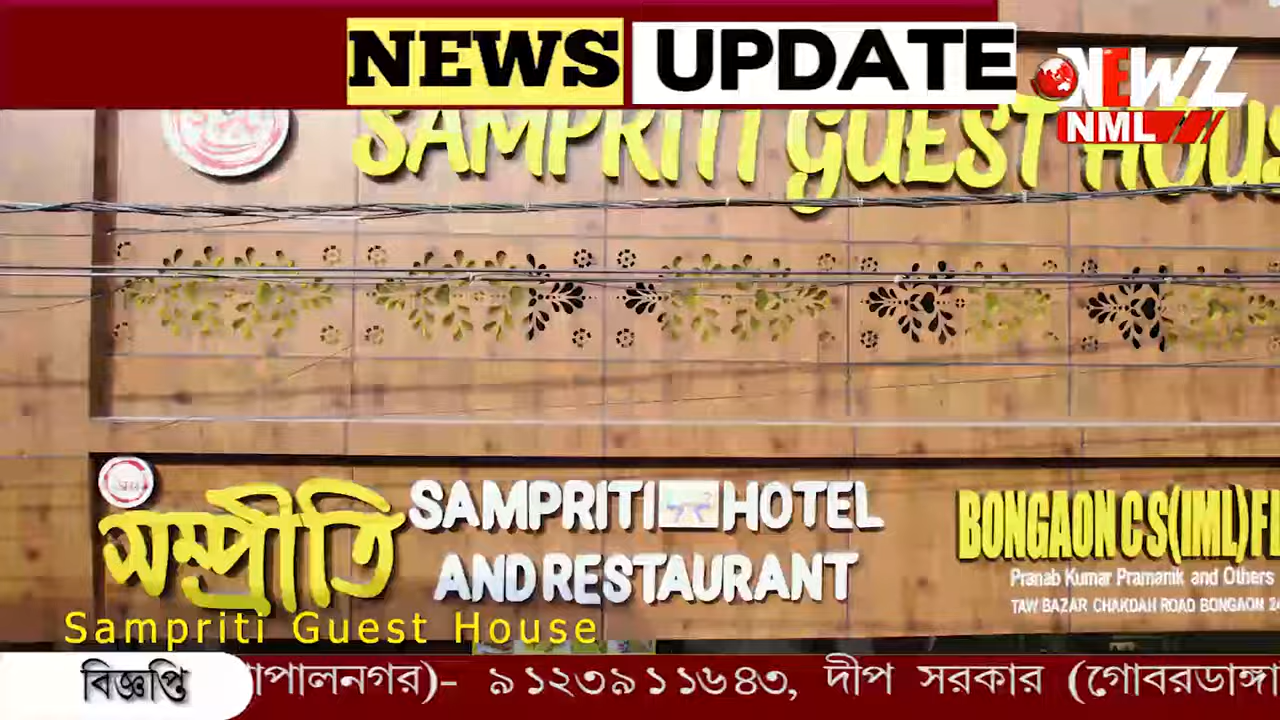 NEWS UPDATE
NEWZ
NML
SAMPRITI GUEST HOUS
সম্প্রীতি
SAMPRITI HOTEL
AND RESTAURANT
BONGAON C S(IML)F
Pranab Kumar Pramanik and Others
TAW BAZAR CHAKDAH ROAD BONGAON
Sampriti Guest House
বিজ্ঞপ্তি
াপালনগর)- ৯১২৩৯১১৬৪৩, দীপ সরকার (গোবরডাঙ্গা